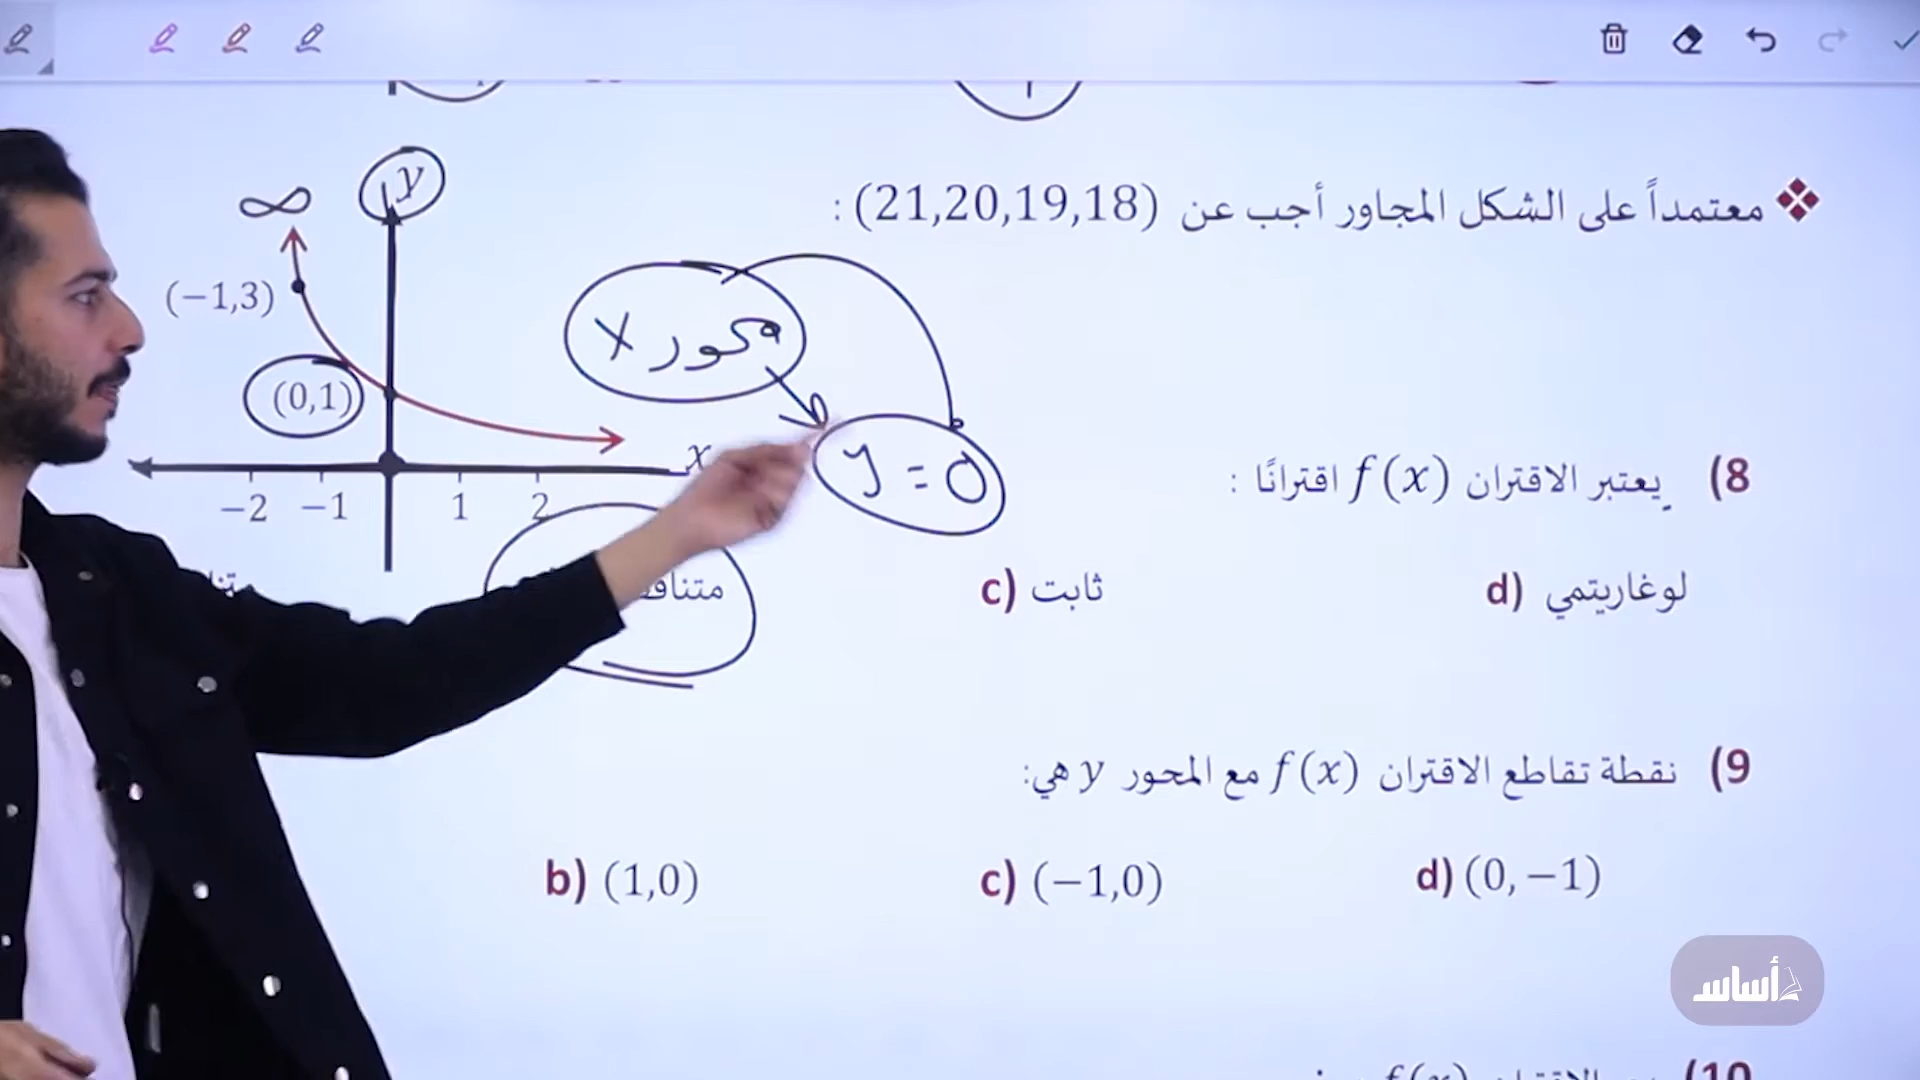 معتمداً على الشكل المجاور أجب عن (21,20,19,18) :
∞
y
(−1,3)
(0,1)
محور x
y = 0
x
−2 −1 1 2
8) يعتبر الاقتران f(x) اقترانًا :
c) ثابت
d) لوغاريتمي
9) نقطة تقاطع الاقتران f(x) مع المحور y هي:
b) (1,0)
c) (−1,0)
d) (0,−1)
أساس